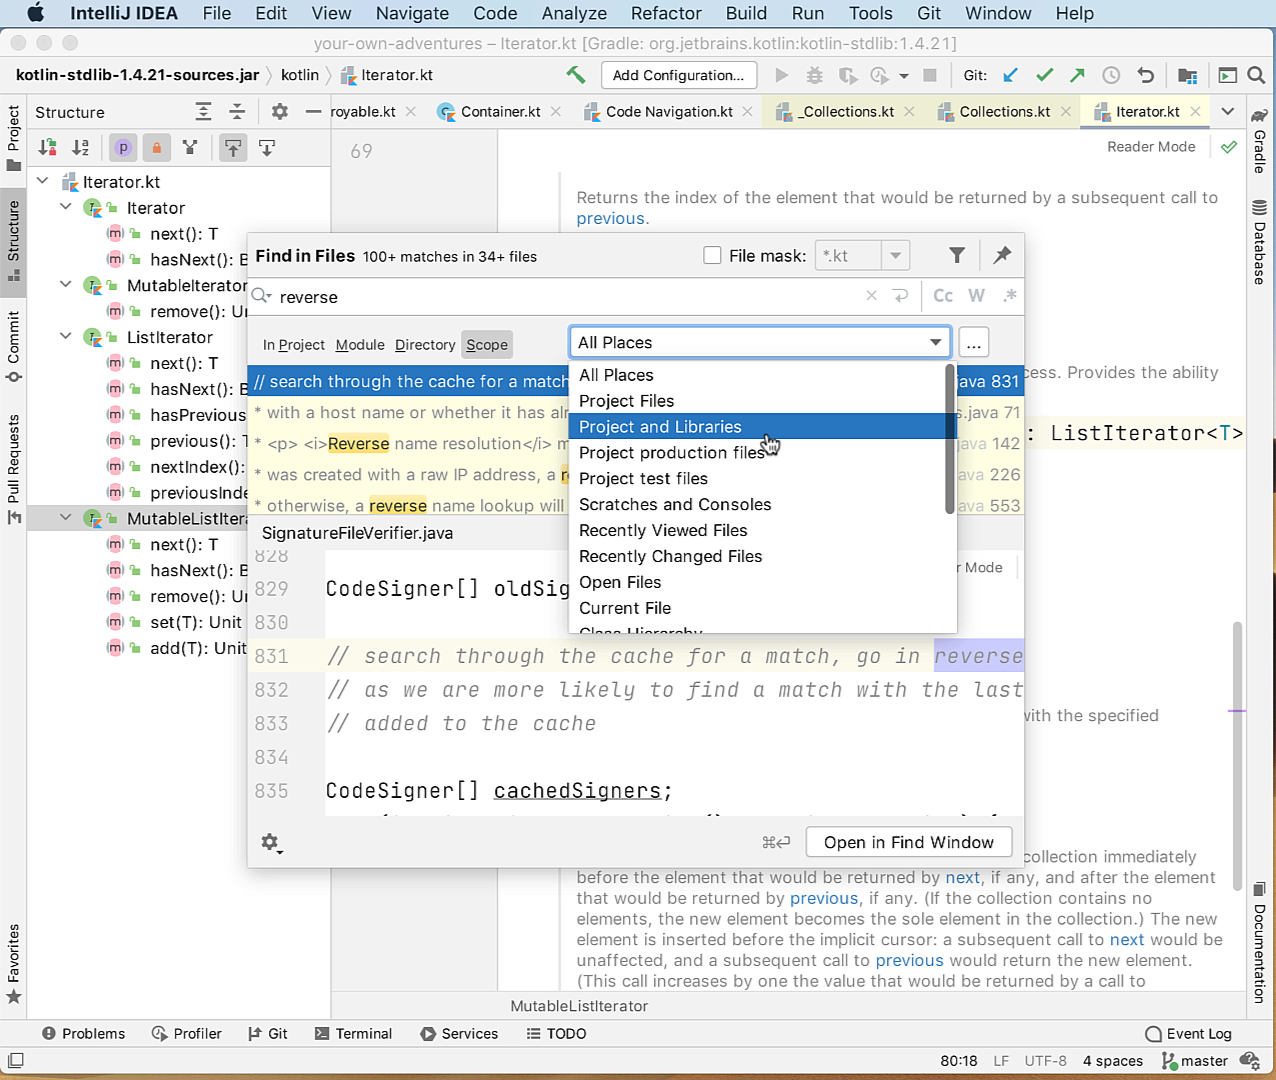 IntelliJ IDEA File Edit View Navigate Code Analyze Refactor Build Run Tools Git Window Help
your-own-adventures – Iterator.kt [Gradle: org.jetbrains.kotlin:kotlin-stdlib:1.4.21]
kotlin-stdlib-1.4.21-sources.jar kotlin Iterator.kt Add Configuration... Git:
Structure royable.kt Container.kt Code Navigation.kt _Collections.kt Collections.kt Iterator.kt
Project
Structure
Commit
Pull Requests
Favorites
Iterator.kt
Iterator
next(): T
hasNext(): B
MutableIterator
remove(): Un
ListIterator
next(): T
hasNext(): B
hasPrevious
previous(): T
nextIndex():
previousInde
MutableListItera
next(): T
hasNext(): B
remove(): Un
set(T): Unit
add(T): Unit
69
Reader Mode
Returns the index of the element that would be returned by a subsequent call to
previous.
Find in Files 100+ matches in 34+ files File mask: *.kt
reverse Cc W .*
In Project Module Directory Scope All Places ...
// search through the cache for a match java 831
* with a host name or whether it has al s.java 71
* <p> <i>Reverse name resolution</i> m java 142
* was created with a raw IP address, a r java 226
* otherwise, a reverse name lookup will java 553
All Places
Project Files
Project and Libraries
Project production files
Project test files
Scratches and Consoles
Recently Viewed Files
Recently Changed Files
Open Files
Current File
Class Hierarchy
SignatureFileVerifier.java
828
r Mode
829 CodeSigner[] oldSig
830
831 // search through the cache for a match, go in reverse
832 // as we are more likely to find a match with the last
833 // added to the cache
834
835 CodeSigner[] cachedSigners;
⌘↩ Open in Find Window
cess. Provides the ability
: ListIterator<T>
with the specified
collection immediately
before the element that would be returned by next, if any, and after the element
that would be returned by previous, if any. (If the collection contains no
elements, the new element becomes the sole element in the collection.) The new
element is inserted before the implicit cursor: a subsequent call to next would be
unaffected, and a subsequent call to previous would return the new element.
(This call increases by one the value that would be returned by a call to
MutableListIterator
Gradle
Database
Documentation
Problems Profiler Git Terminal Services TODO Event Log
80:18 LF UTF-8 4 spaces master